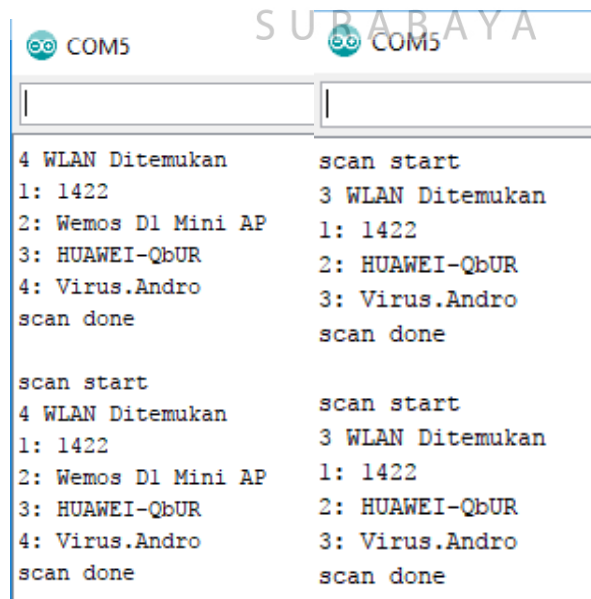 SURABAYA
COM5
4 WLAN Ditemukan
1: 1422
2: Wemos D1 Mini AP
3: HUAWEI-QbUR
4: Virus.Andro
scan done
scan start
4 WLAN Ditemukan
1: 1422
2: Wemos D1 Mini AP
3: HUAWEI-QbUR
4: Virus.Andro
scan done
COM5
scan start
3 WLAN Ditemukan
1: 1422
2: HUAWEI-QbUR
3: Virus.Andro
scan done
scan start
3 WLAN Ditemukan
1: 1422
2: HUAWEI-QbUR
3: Virus.Andro
scan done